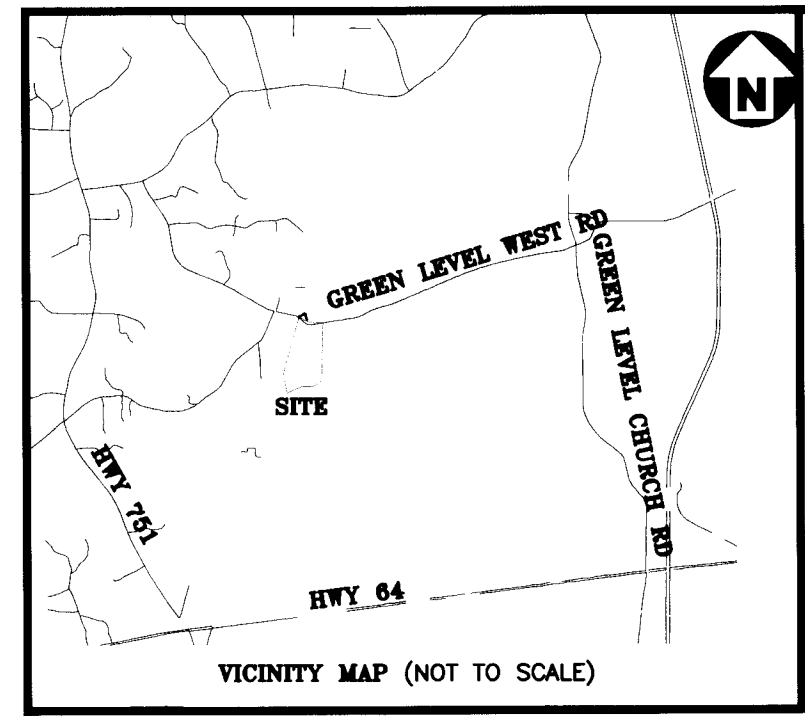 N
GREEN LEVEL WEST RD
GREEN LEVEL CHURCH RD
SITE
HWY 751
HWY 64
VICINITY MAP (NOT TO SCALE)